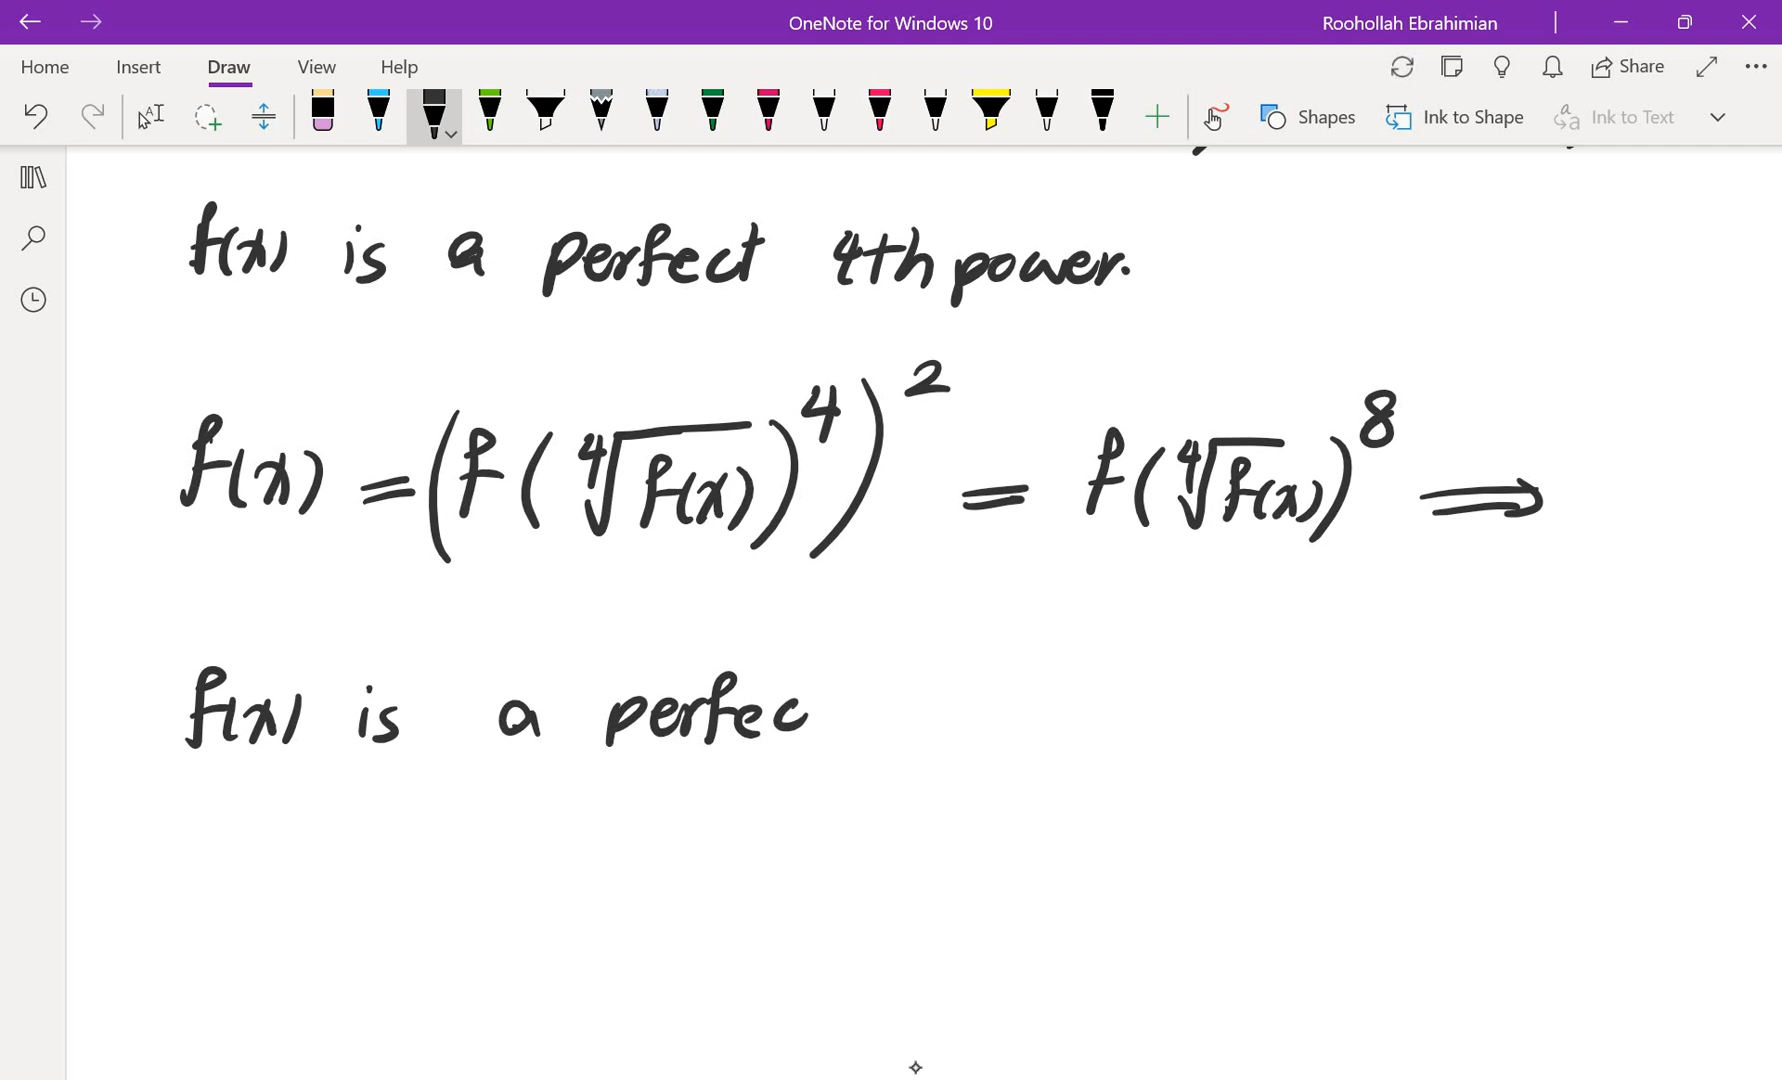 OneNote for Windows 10
Roohollah Ebrahimian
Home Insert Draw View Help
Share
Shapes Ink to Shape Ink to Text
f(x) is a perfect 4th power.
f(x) = (f(∜f(x))^4)^2 = f(∜f(x))^8 ⟹
f(x) is a perfec